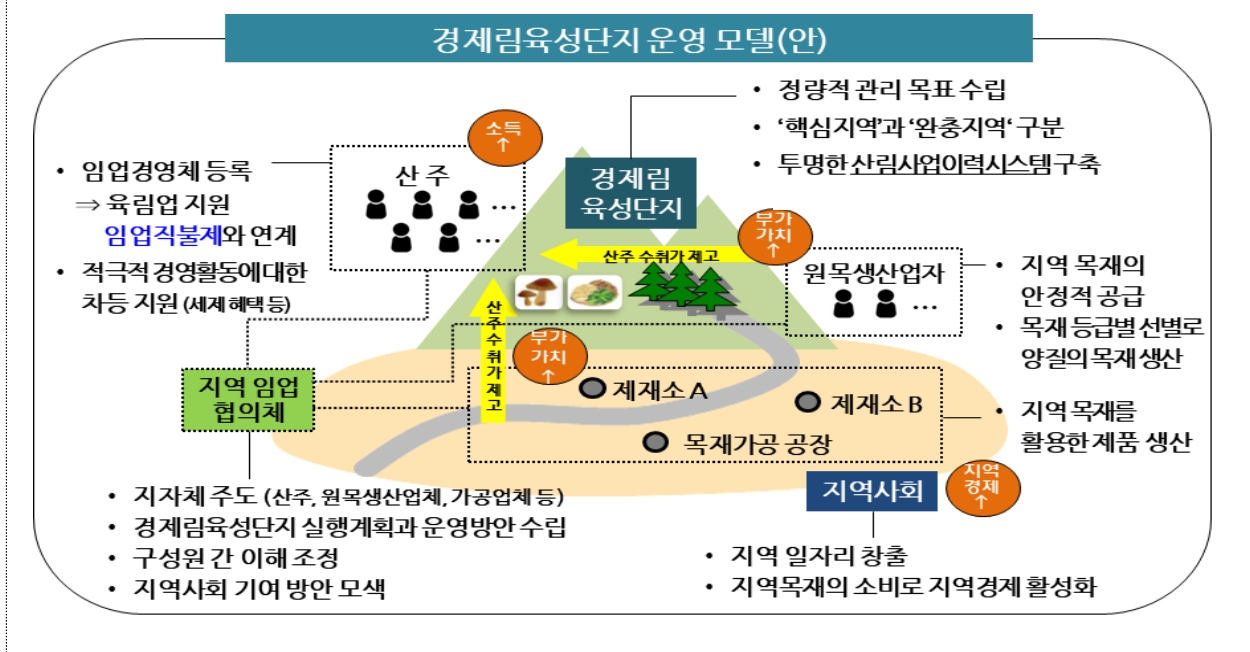 경제림육성단지 운영 모델(안)
• 정량적 관리 목표 수립
• ‘핵심지역’과 ‘완충지역‘ 구분
• 투명한 산림사업이력시스템 구축
소득
↑
산 주
...
...
• 임업경영체 등록
⇒ 육림업 지원
임업직불제와 연계
• 적극적 경영활동에 대한
차등 지원 (세제 혜택 등)
경제림
육성단지
부가
가치
↑
산주 수취가 제고
원목생산업자
...
• 지역 목재의
안정적 공급
• 목재 등급별 선별로
양질의 목재 생산
산주 수취가 제고
부가
가치
↑
지역 임업
협의체
제재소 A
제재소 B
목재가공 공장
• 지역 목재를
활용한 제품 생산
지역사회
지역
경제
↑
• 지자체 주도 (산주, 원목생산업체, 가공업체 등)
• 경제림육성단지 실행계획과 운영방안 수립
• 구성원 간 이해 조정
• 지역사회 기여 방안 모색
• 지역 일자리 창출
• 지역목재의 소비로 지역경제 활성화